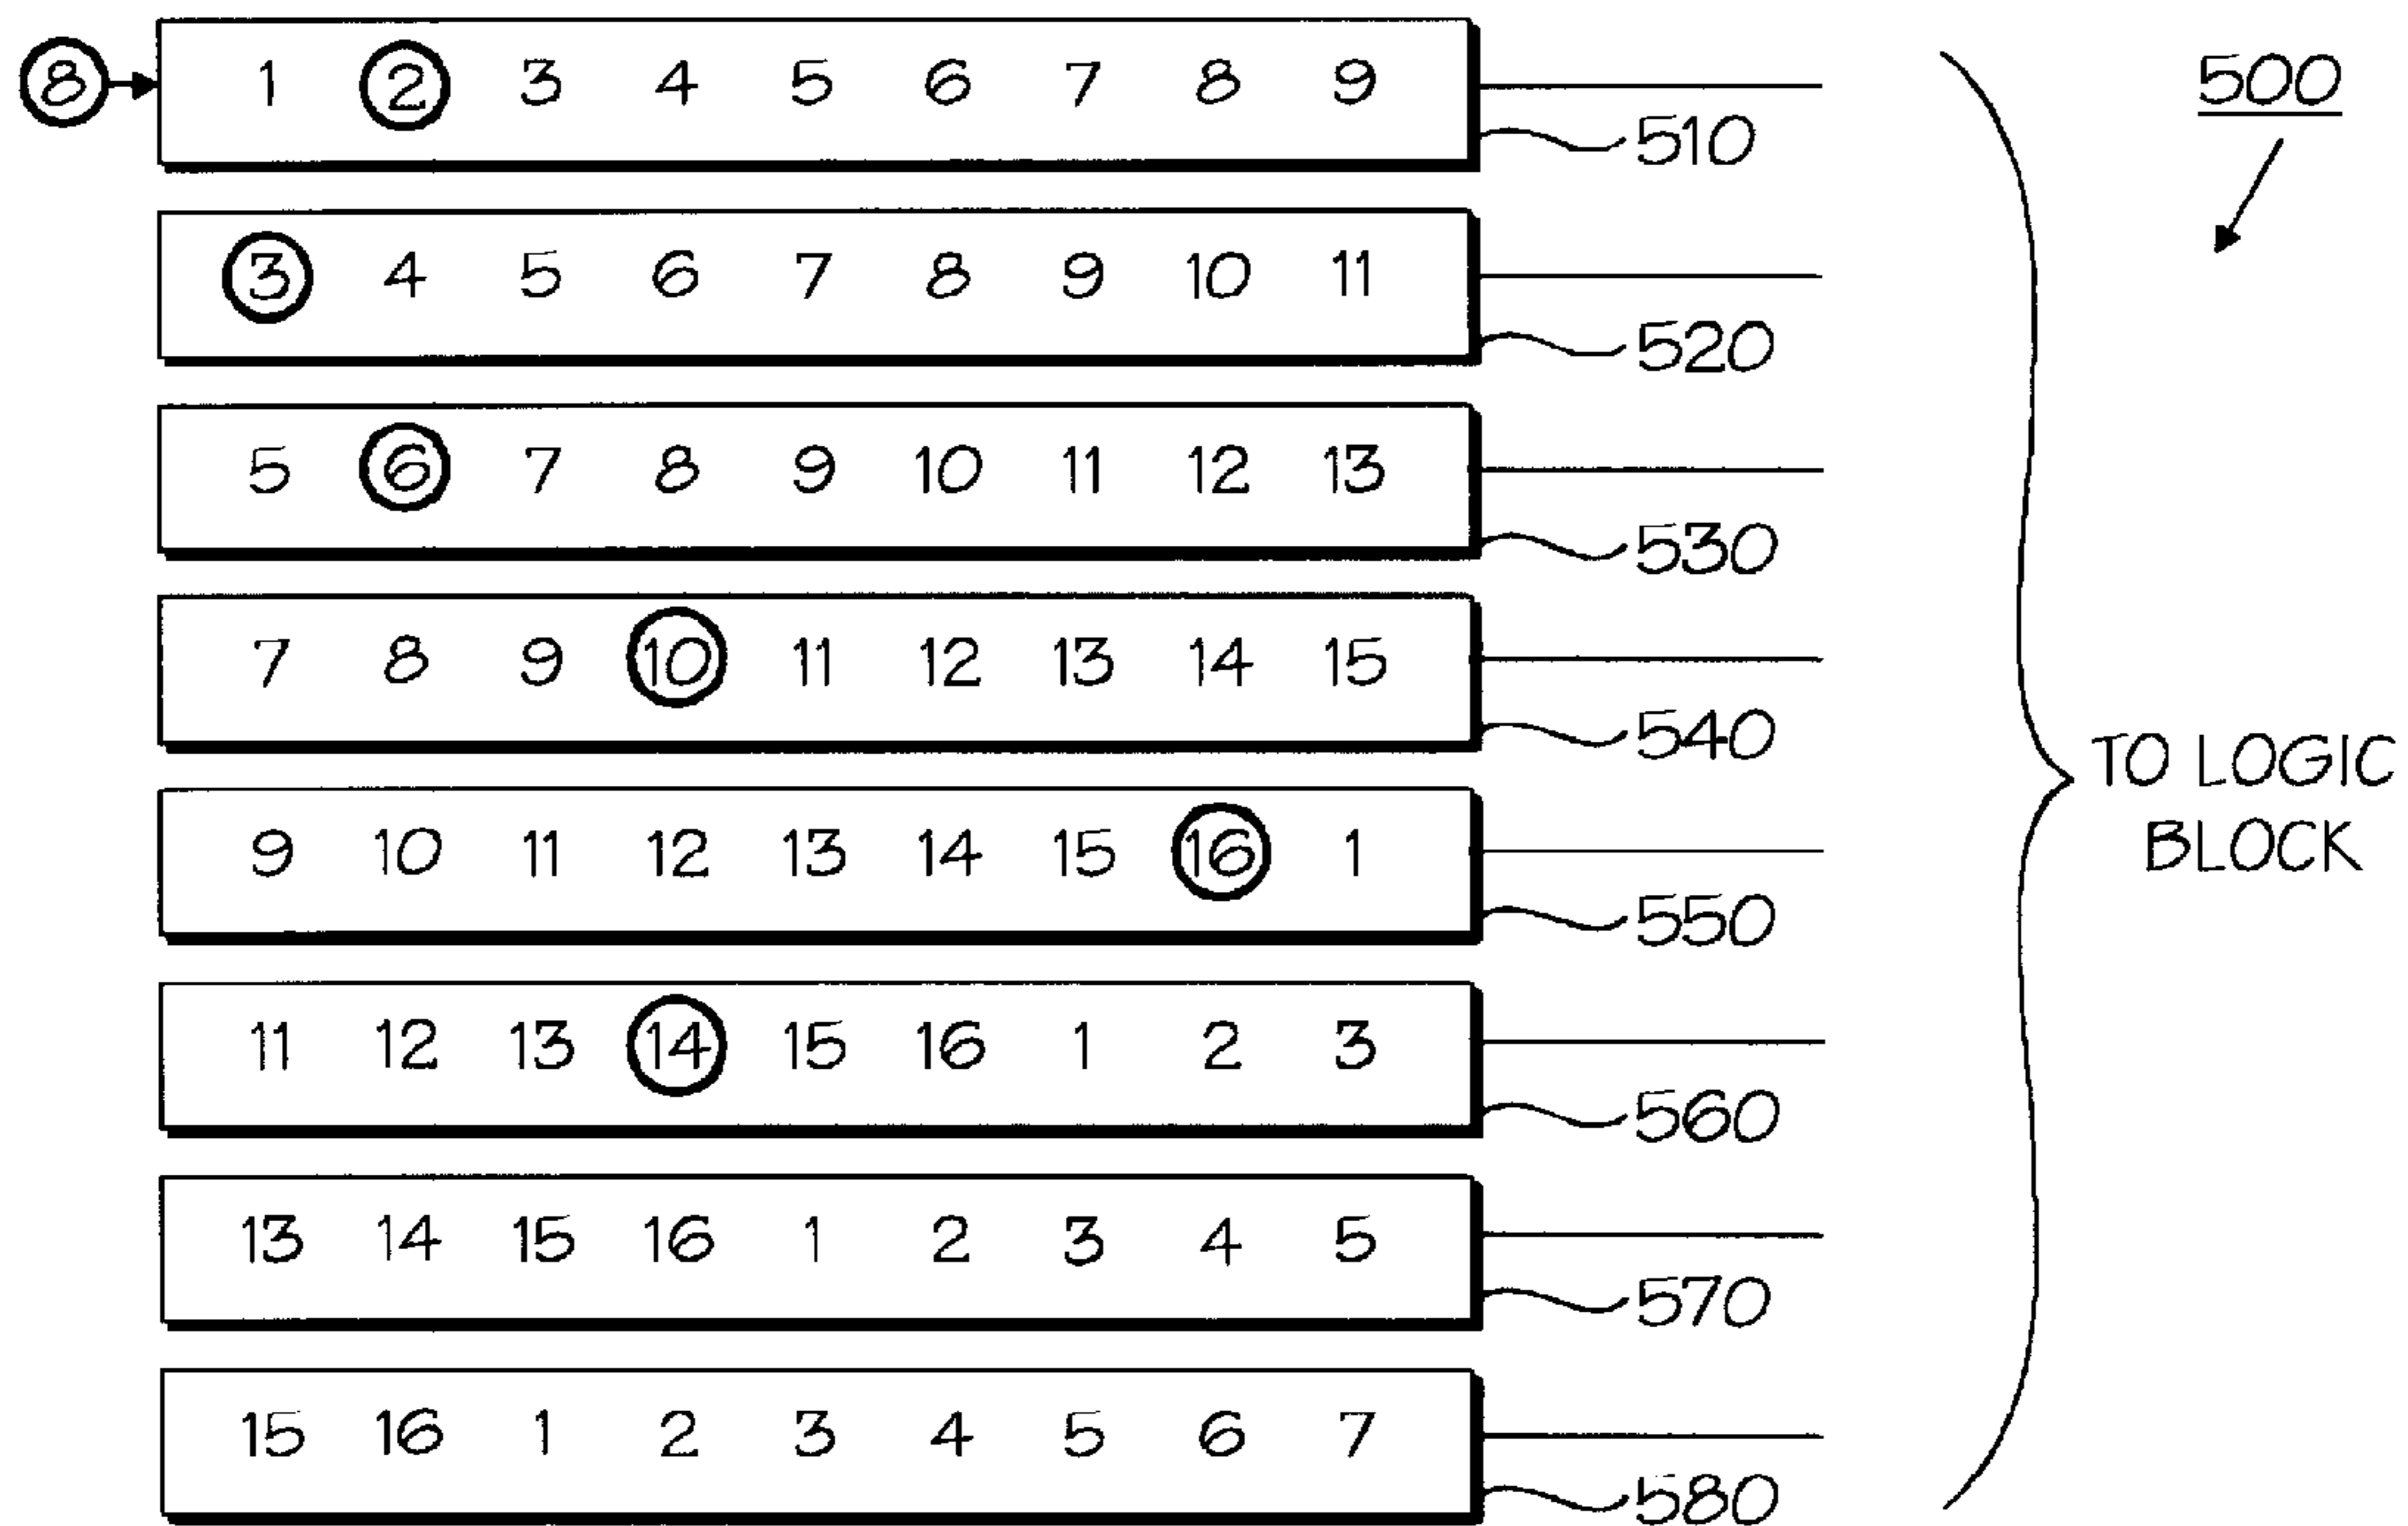 8 1 2 3 4 5 6 7 8 9 500
510
3 4 5 6 7 8 9 10 11
520
5 6 7 8 9 10 11 12 13
530
7 8 9 10 11 12 13 14 15
540
TO LOGIC
BLOCK
9 10 11 12 13 14 15 16 1
550
11 12 13 14 15 16 1 2 3
560
13 14 15 16 1 2 3 4 5
570
15 16 1 2 3 4 5 6 7
580